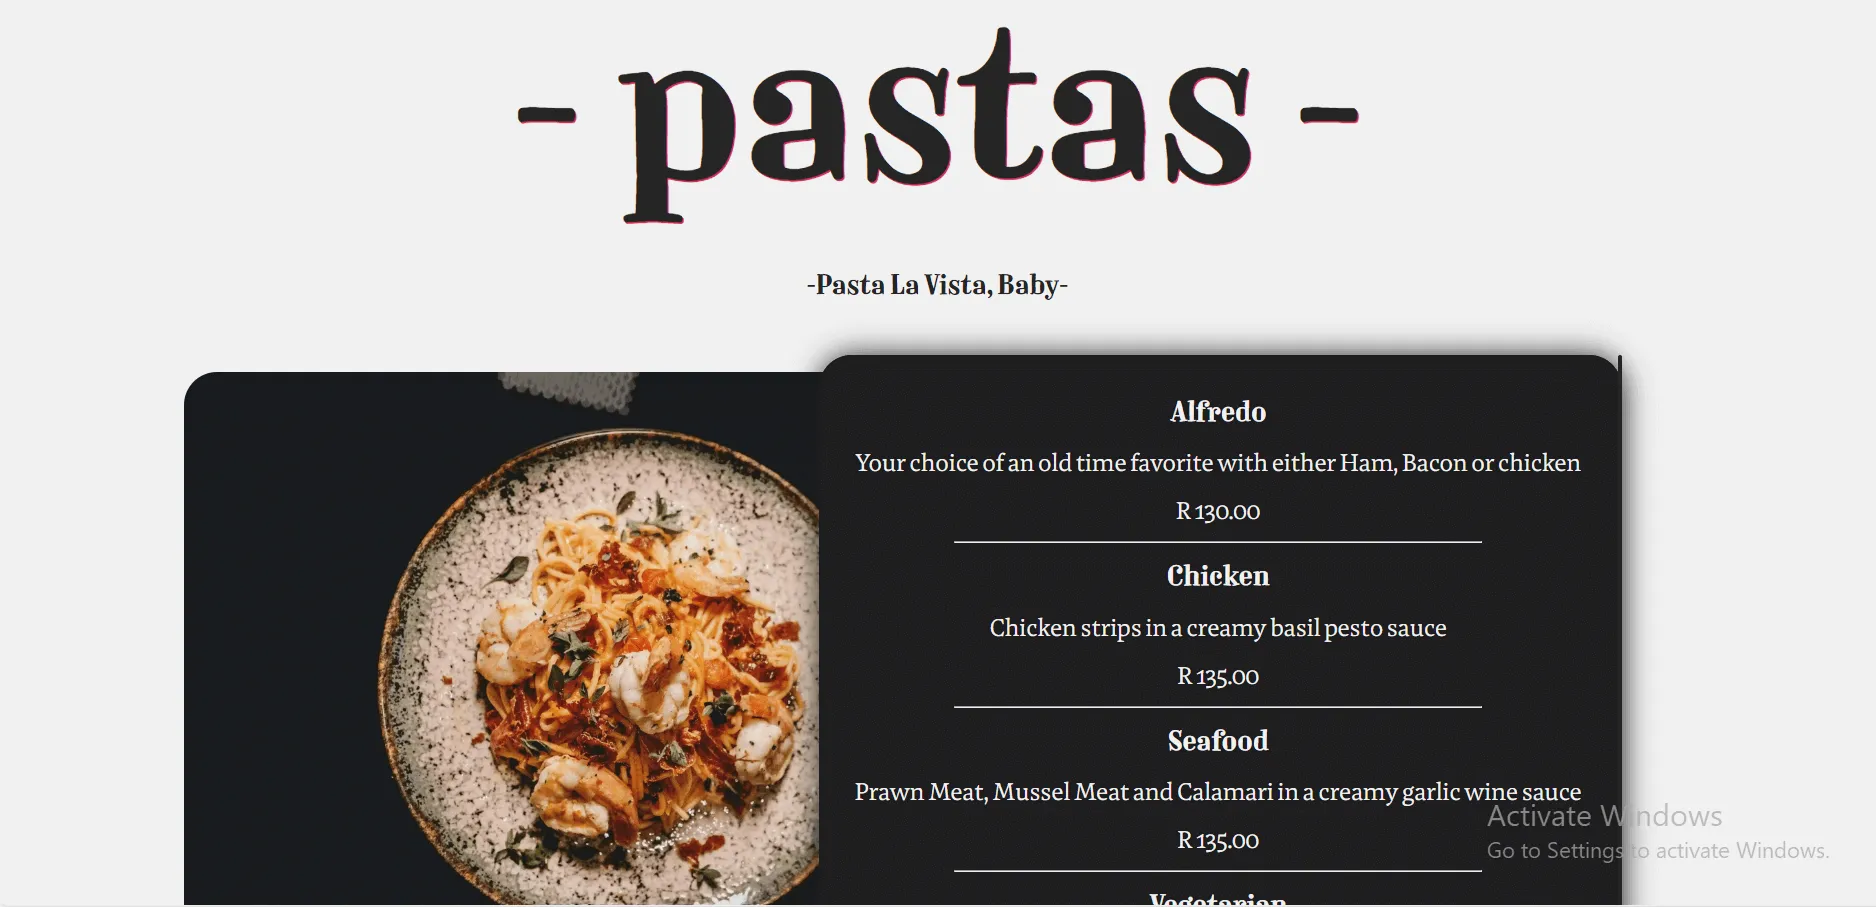 - pastas -
-Pasta La Vista, Baby-
Alfredo
Your choice of an old time favorite with either Ham, Bacon or chicken
R 130.00
Chicken
Chicken strips in a creamy basil pesto sauce
R 135.00
Seafood
Prawn Meat, Mussel Meat and Calamari in a creamy garlic wine sauce
R 135.00
Vegetarian
Activate Windows
Go to Settings to activate Windows.